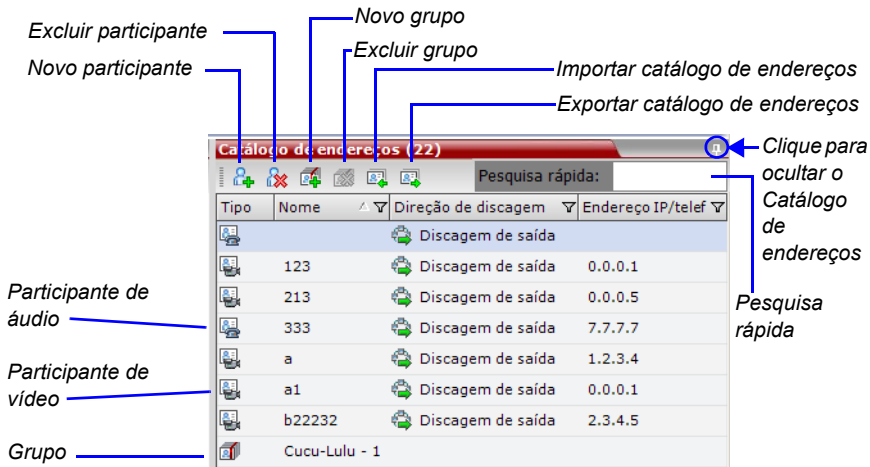 Novo grupo
Excluir participante
Excluir grupo
Novo participante
Importar catálogo de endereços
Exportar catálogo de endereços
Catálogo de endereços (22)
Clique para
ocultar o
Catálogo
de
endereços
Pesquisa rápida:
Tipo Nome Direção de discagem Endereço IP/telef
Discagem de saída
123 Discagem de saída 0.0.0.1
213 Discagem de saída 0.0.0.5
Participante de
áudio
Pesquisa
rápida
333 Discagem de saída 7.7.7.7
a Discagem de saída 1.2.3.4
Participante de
vídeo
a1 Discagem de saída 0.0.0.1
b22232 Discagem de saída 2.3.4.5
Grupo
Cucu-Lulu - 1